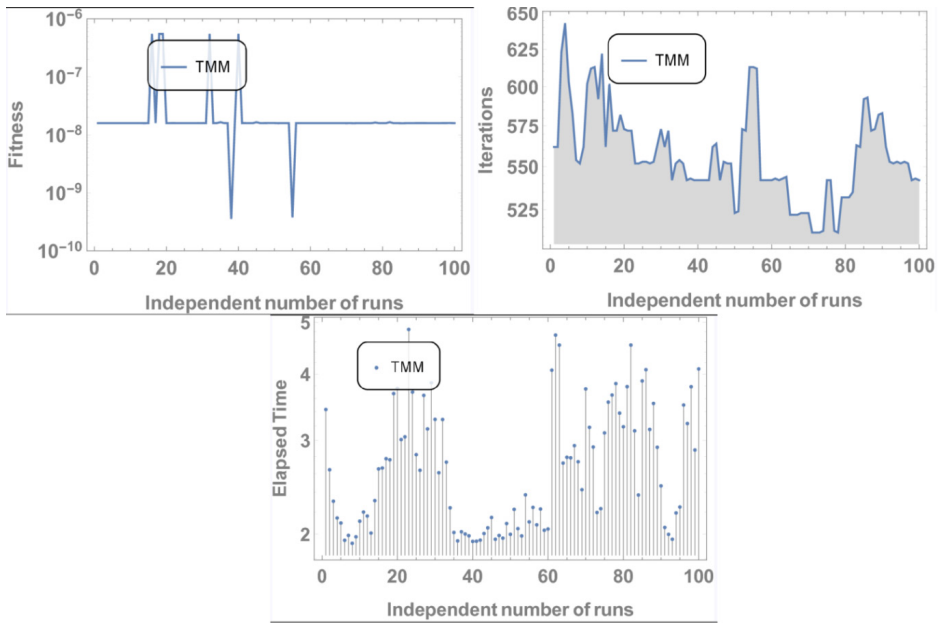 10⁻⁶
10⁻⁷
10⁻⁸
10⁻⁹
10⁻¹⁰
Fitness
TMM
0 20 40 60 80 100
Independent number of runs
650
625
600
575
550
525
Iterations
TMM
0 20 40 60 80 100
Independent number of runs
5
4
3
2
Elapsed Time
TMM
0 20 40 60 80 100
Independent number of runs